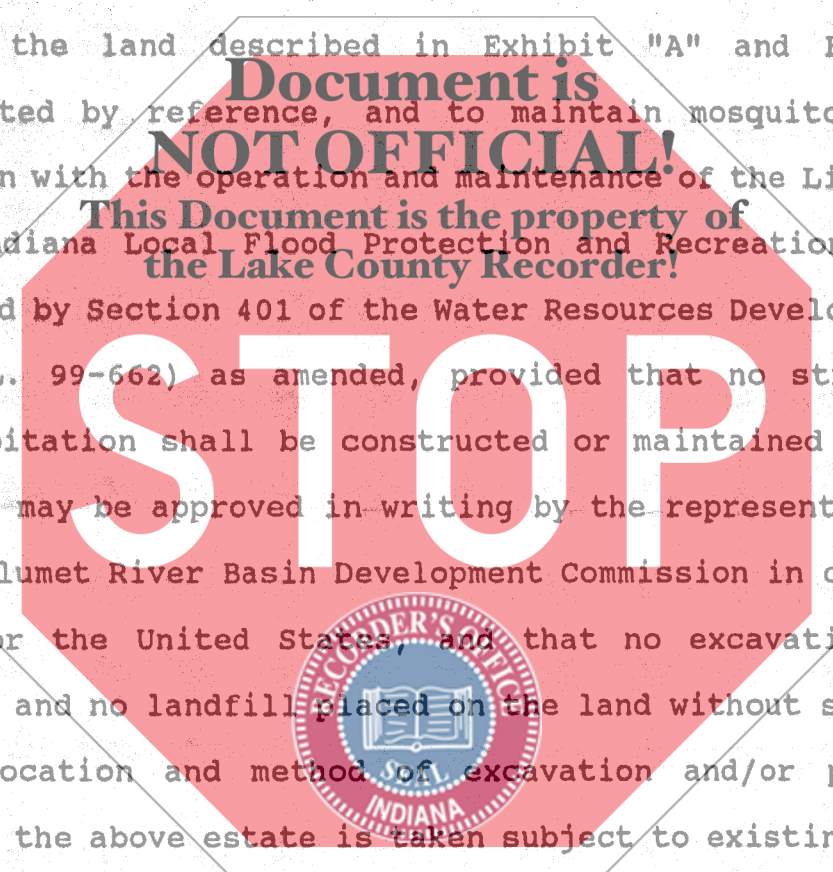 the land described in Exhibit "A" and
Document is
ted by reference, and to maintain mosquito
NOT OFFICIAL!
n with the operation and maintenance of the Li
This Document is the property of
diana Local Flood Protection and Recreation
the Lake County Recorder!
d by Section 401 of the Water Resources Develo
. 99-662) as amended, provided that no st
STOP
itation shall be constructed or maintained
may be approved in writing by the represent
lumet River Basin Development Commission in
r the United States, and that no excavati
RECORDER'S OFFICE
and no landfill placed on the land without s
ocation and method of excavation and/or
SEAL
INDIANA
the above estate is taken subject to existin